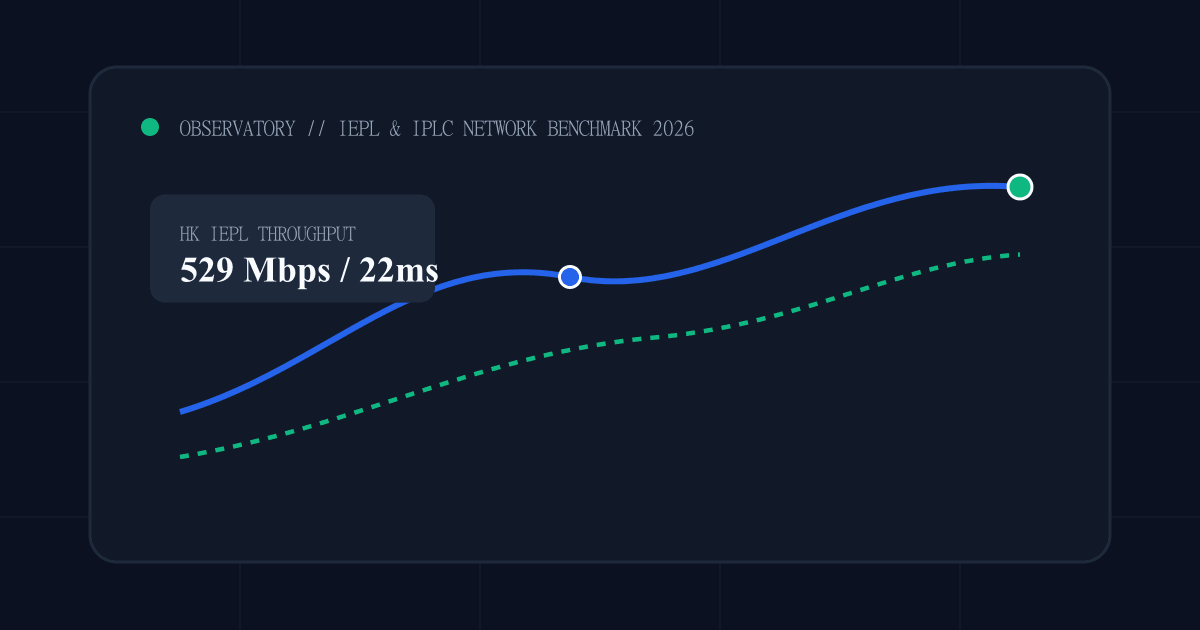 OBSERVATORY // IEPL & IPLC NETWORK BENCHMARK 2026
HK IEPL THROUGHPUT
529 Mbps / 22ms